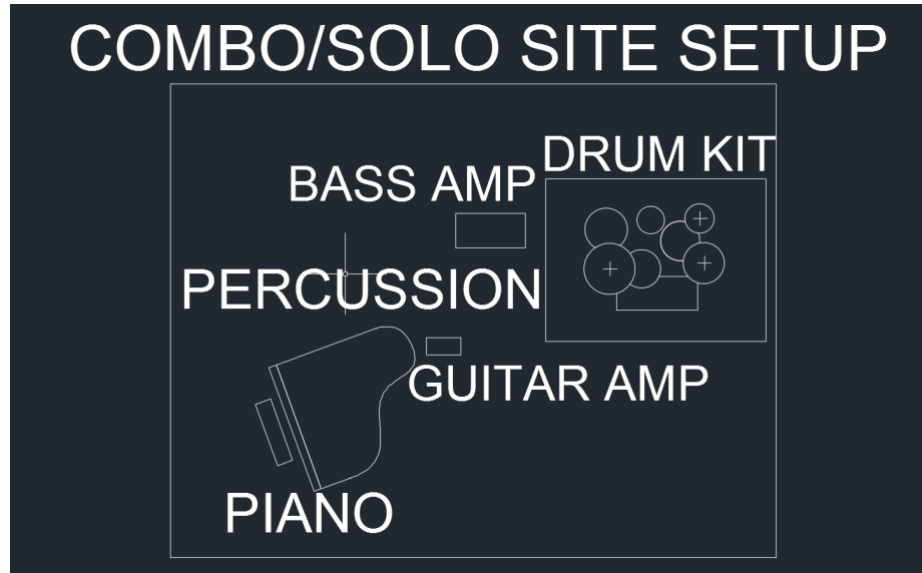 COMBO/SOLO SITE SETUP
DRUM KIT
BASS AMP
PERCUSSION
GUITAR AMP
PIANO